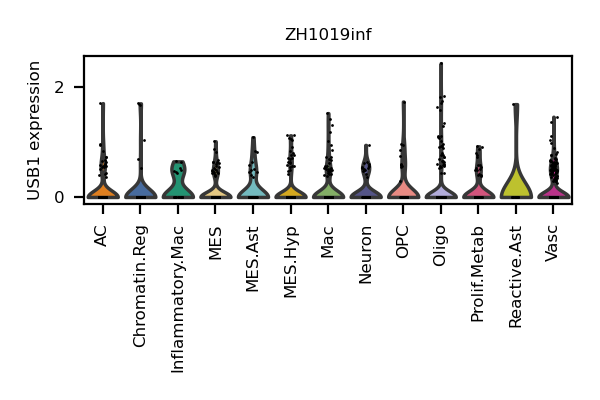 ZH1019inf
USB1 expression
2
0
AC
Chromatin.Reg
Inflammatory.Mac
MES
MES.Ast
MES.Hyp
Mac
Neuron
OPC
Oligo
Prolif.Metab
Reactive.Ast
Vasc